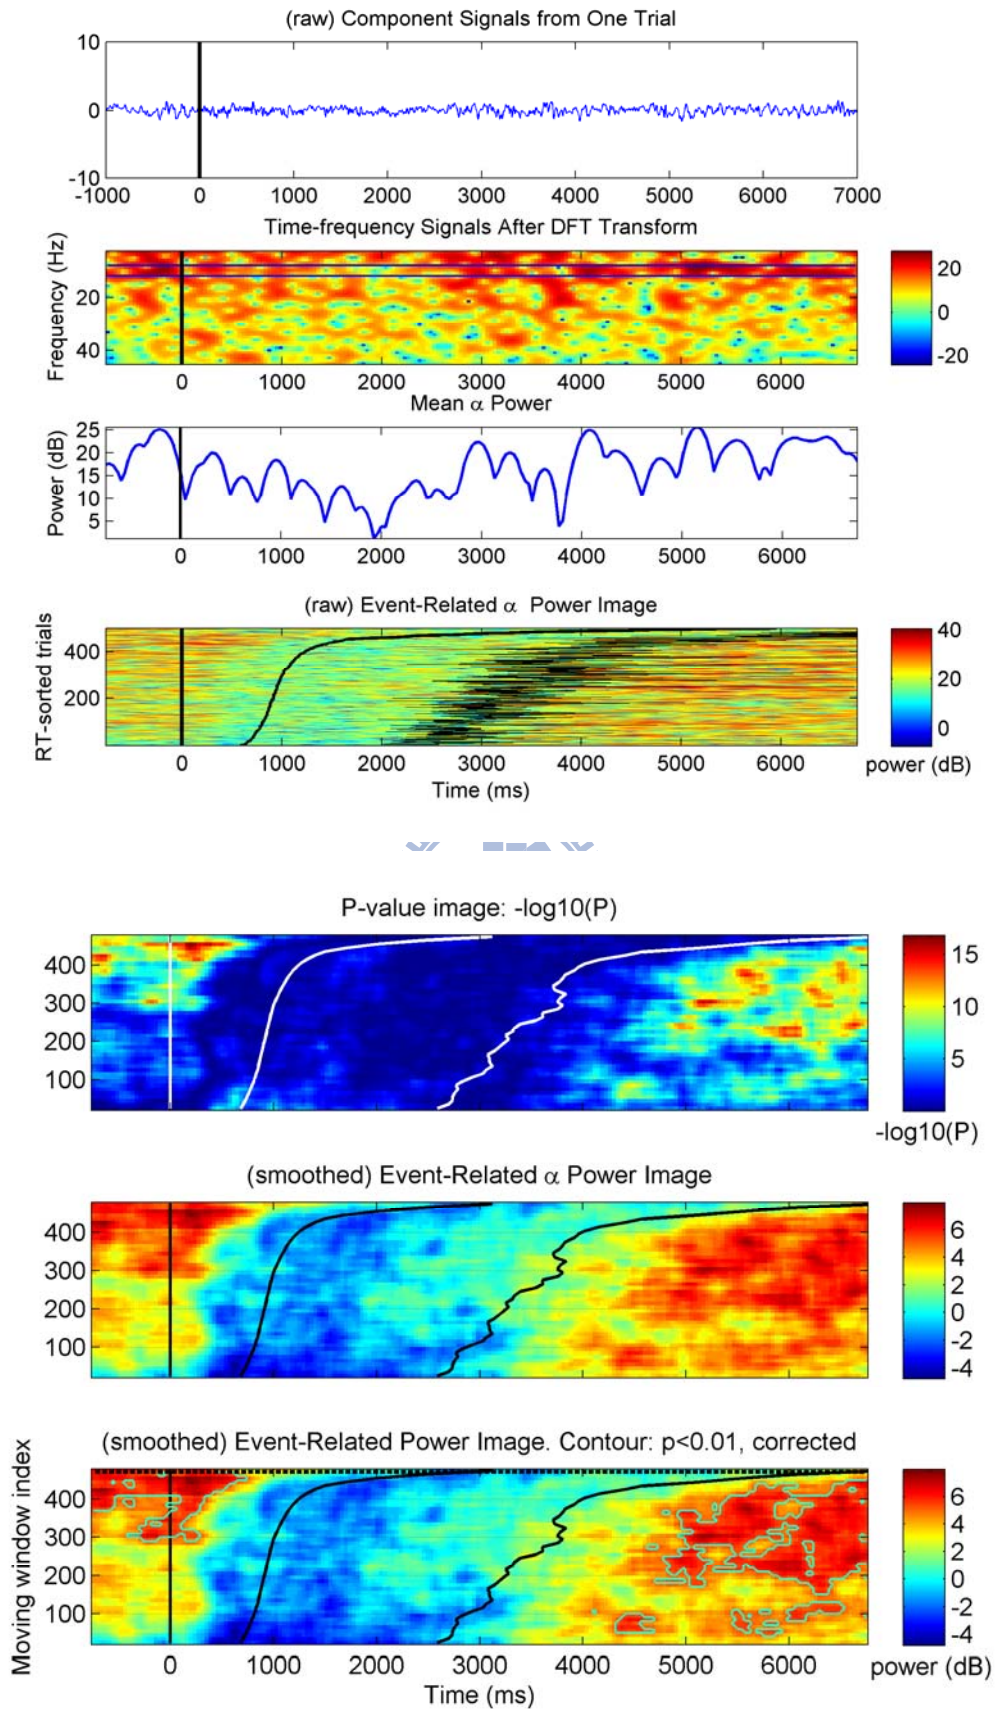 (raw) Component Signals from One Trial
10
0
-10
-1000 0 1000 2000 3000 4000 5000 6000 7000
Time-frequency Signals After DFT Transform
Frequency (Hz)
20
40
20
0
-20
0 1000 2000 3000 4000 5000 6000
Mean α Power
Power (dB)
25
20
15
10
5
0 1000 2000 3000 4000 5000 6000
(raw) Event-Related α Power Image
RT-sorted trials
400
200
40
20
0
0 1000 2000 3000 4000 5000 6000
power (dB)
Time (ms)
P-value image: -log10(P)
400
300
200
100
15
10
5
-log10(P)
(smoothed) Event-Related α Power Image
400
300
200
100
6
4
2
0
-2
-4
(smoothed) Event-Related Power Image. Contour: p<0.01, corrected
Moving window index
400
300
200
100
6
4
2
0
-2
-4
0 1000 2000 3000 4000 5000 6000
power (dB)
Time (ms)